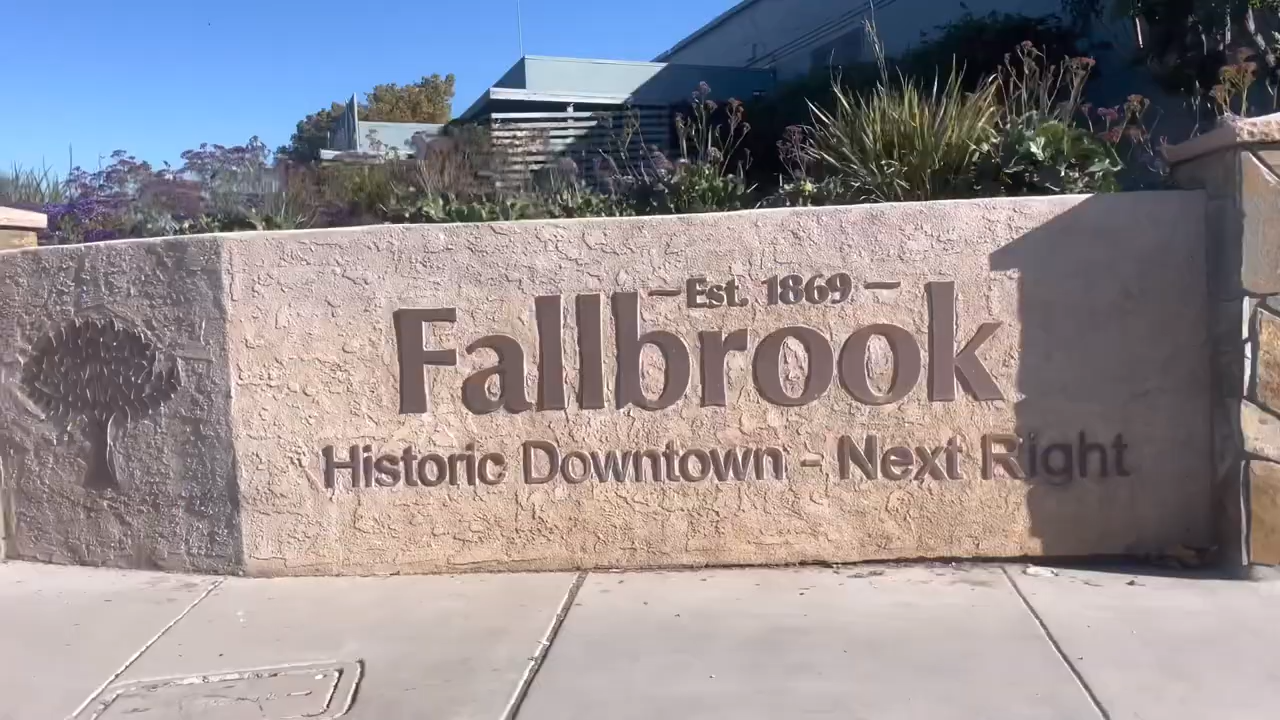 — Est. 1869 —
Fallbrook
Historic Downtown - Next Right